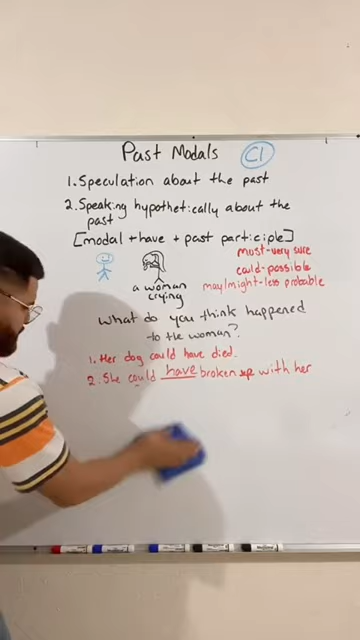 Past Modals C1
1. Speculation about the past
2. Speaking hypothetically about the
past
[modal + have + past participle]
must - very sure
could - possible
may/might - less probable
a woman
crying
What do you think happened
to the woman?
1. Her dog could have died.
2. She could have broken up with her